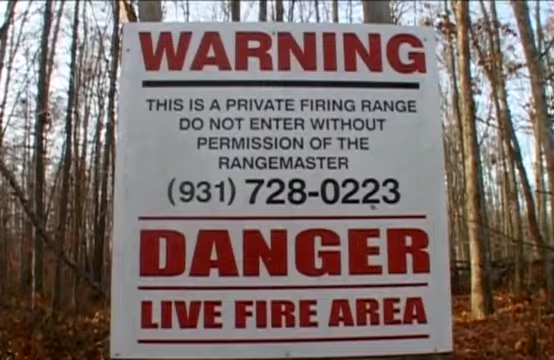 WARNING
THIS IS A PRIVATE FIRING RANGE
DO NOT ENTER WITHOUT
PERMISSION OF THE
RANGEMASTER
(931) 728-0223
DANGER
LIVE FIRE AREA